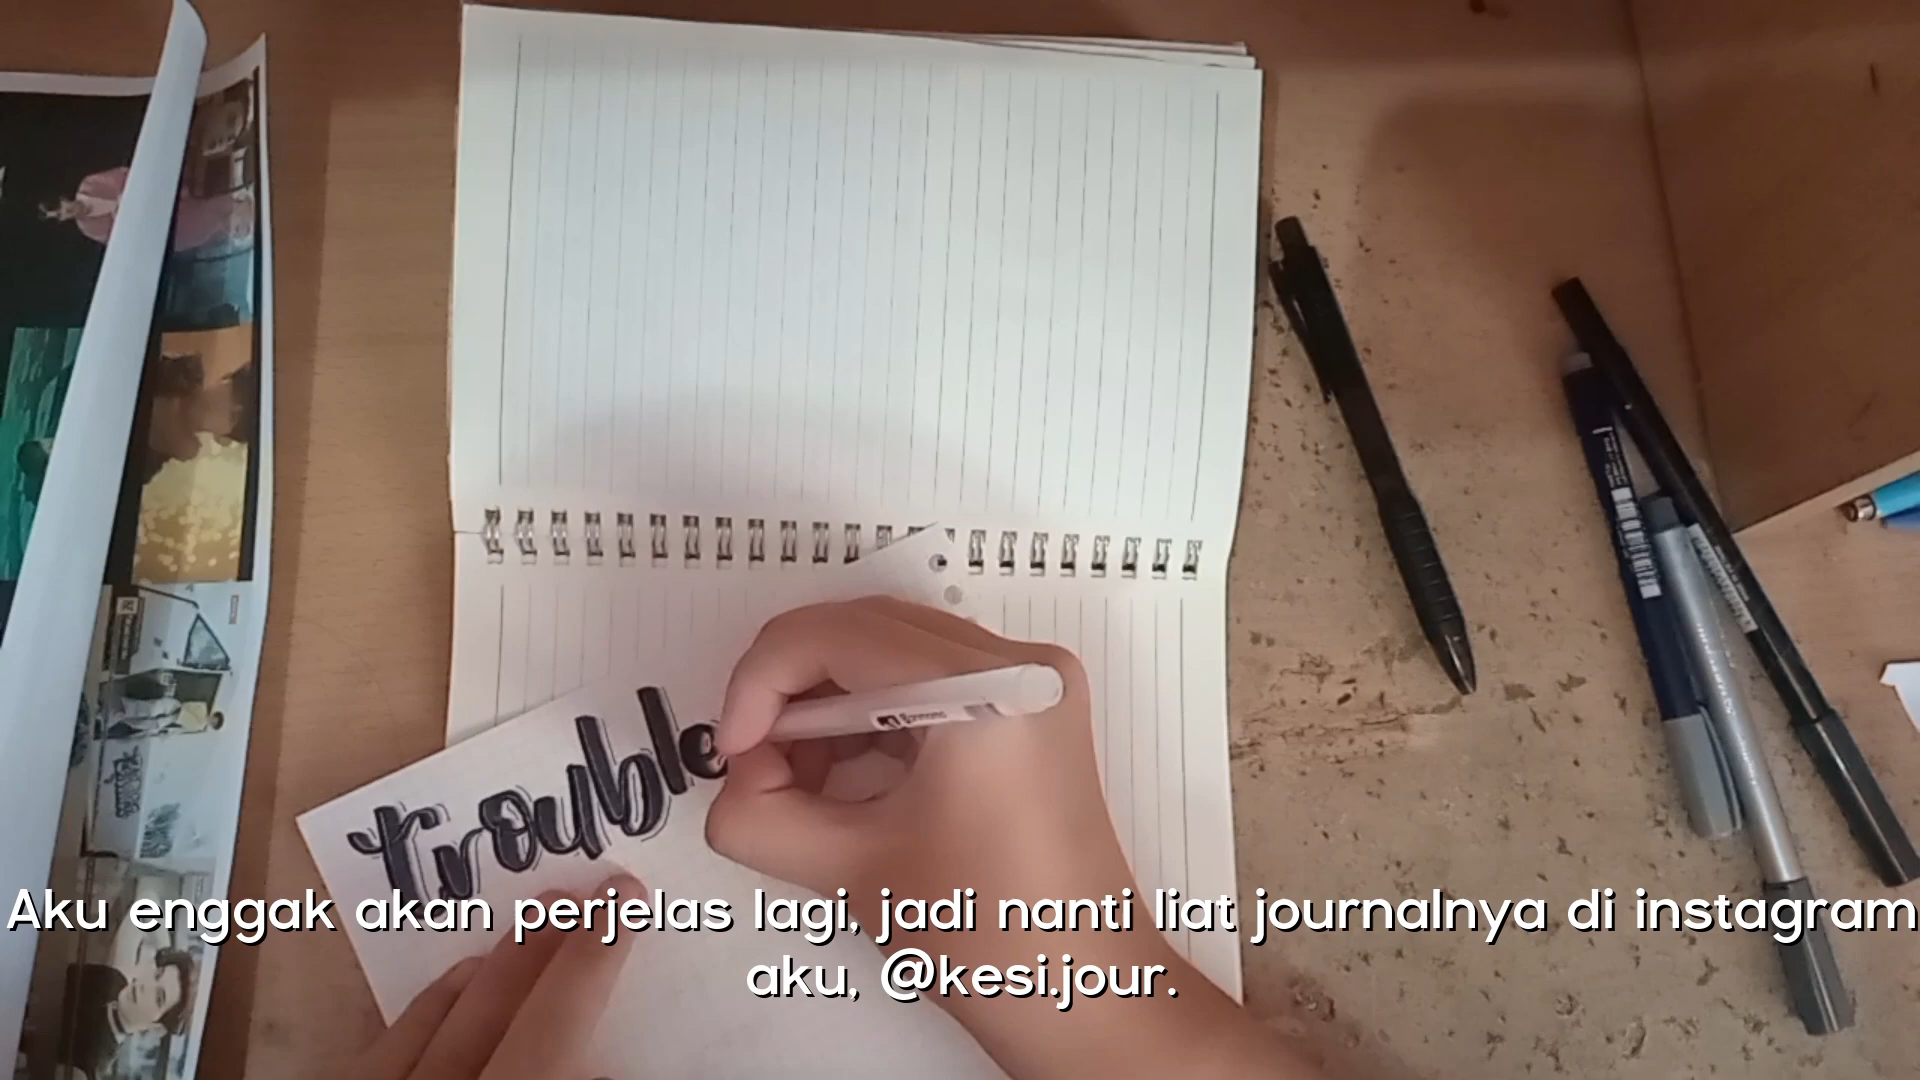 trouble
Aku enggak akan perjelas lagi, jadi nanti liat journalnya di instagram
aku, @kesi.jour.